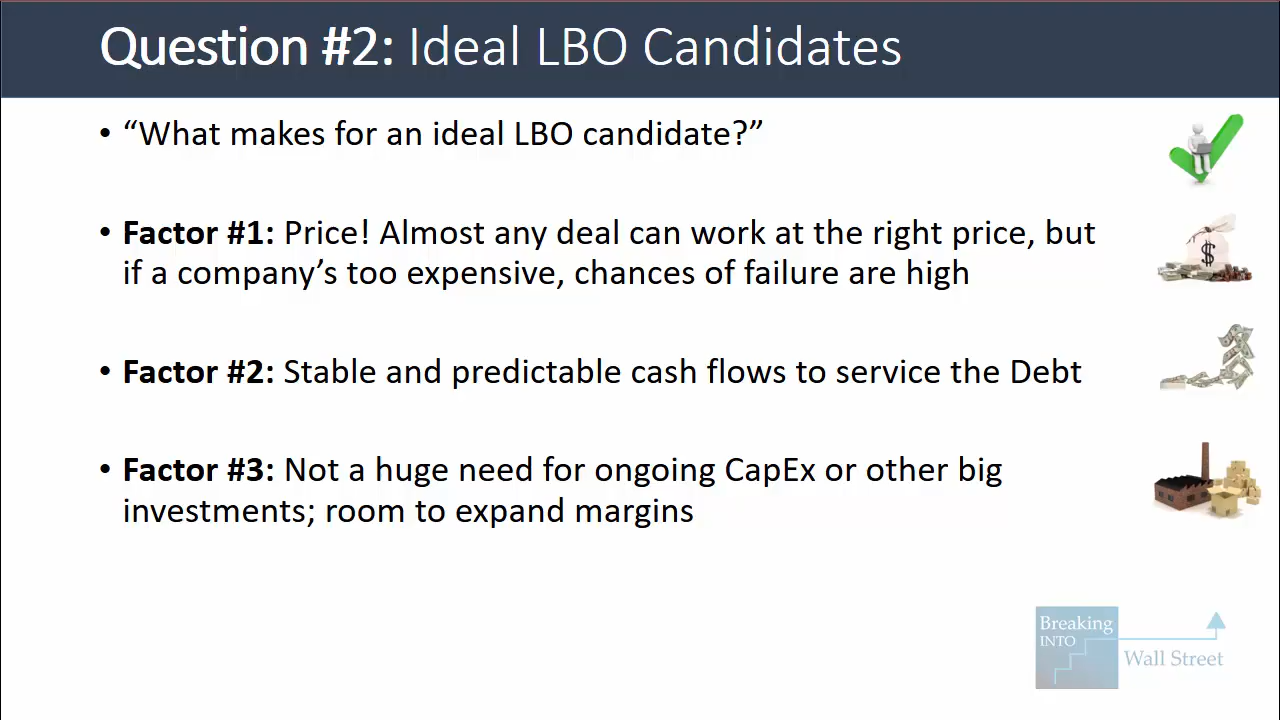 Question #2: Ideal LBO Candidates
• “What makes for an ideal LBO candidate?”
• Factor #1: Price! Almost any deal can work at the right price, but
if a company’s too expensive, chances of failure are high
• Factor #2: Stable and predictable cash flows to service the Debt
• Factor #3: Not a huge need for ongoing CapEx or other big
investments; room to expand margins
$
Breaking
INTO
Wall Street